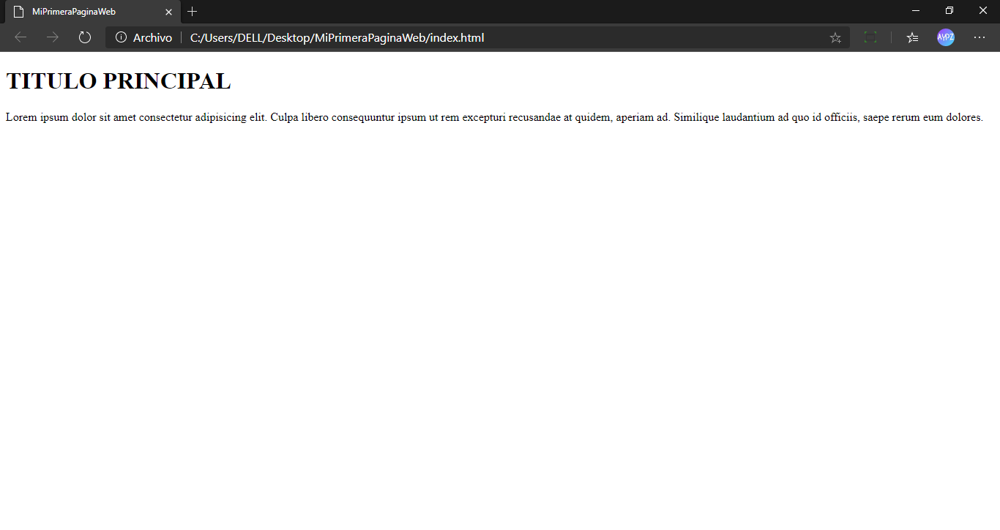 MiPrimeraPaginaWeb
Archivo C:/Users/DELL/Desktop/MiPrimeraPaginaWeb/index.html
AYPZ
TITULO PRINCIPAL
Lorem ipsum dolor sit amet consectetur adipisicing elit. Culpa libero consequuntur ipsum ut rem excepturi recusandae at quidem, aperiam ad. Similique laudantium ad quo id officiis, saepe rerum eum dolores.